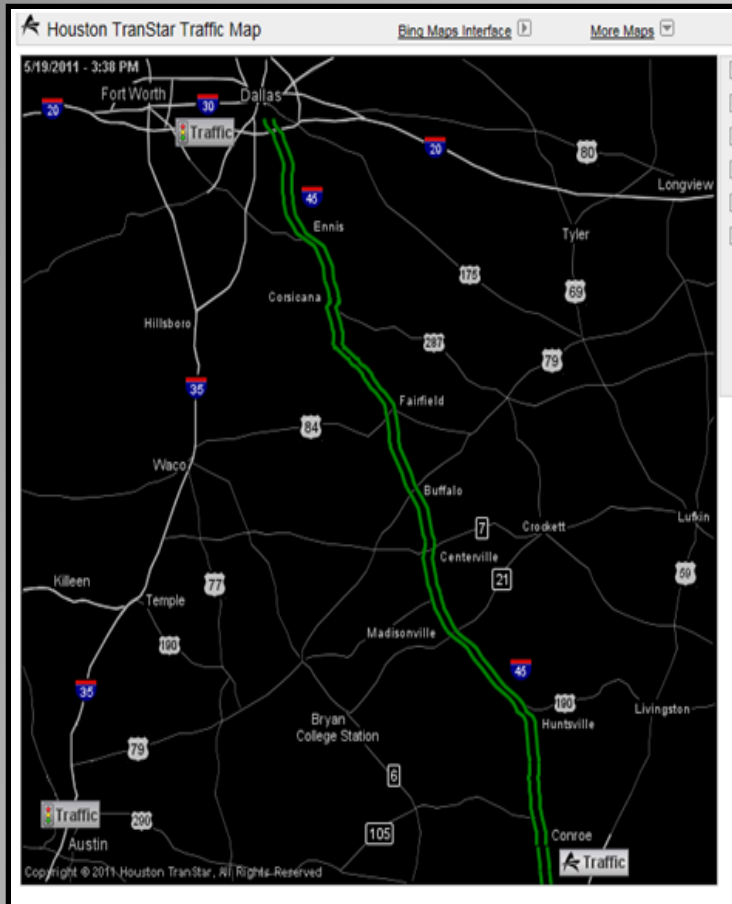 Houston TranStar Traffic Map
Bing Maps Interface
More Maps
5/19/2011 - 3:38 PM
Fort Worth
Dallas
20
30
Traffic
20
80
Longview
45
Ennis
Tyler
175
69
Corsicana
Hillsboro
287
79
35
Fairfield
84
Waco
Buffalo
7
Crockett
Lufkin
Centerville
Killeen
77
21
59
Temple
190
Madisonville
45
35
190
Livingston
Huntsville
Bryan
College Station
79
6
Traffic
290
105
Conroe
Austin
Traffic
Copyright © 2011 Houston TranStar, All Rights Reserved